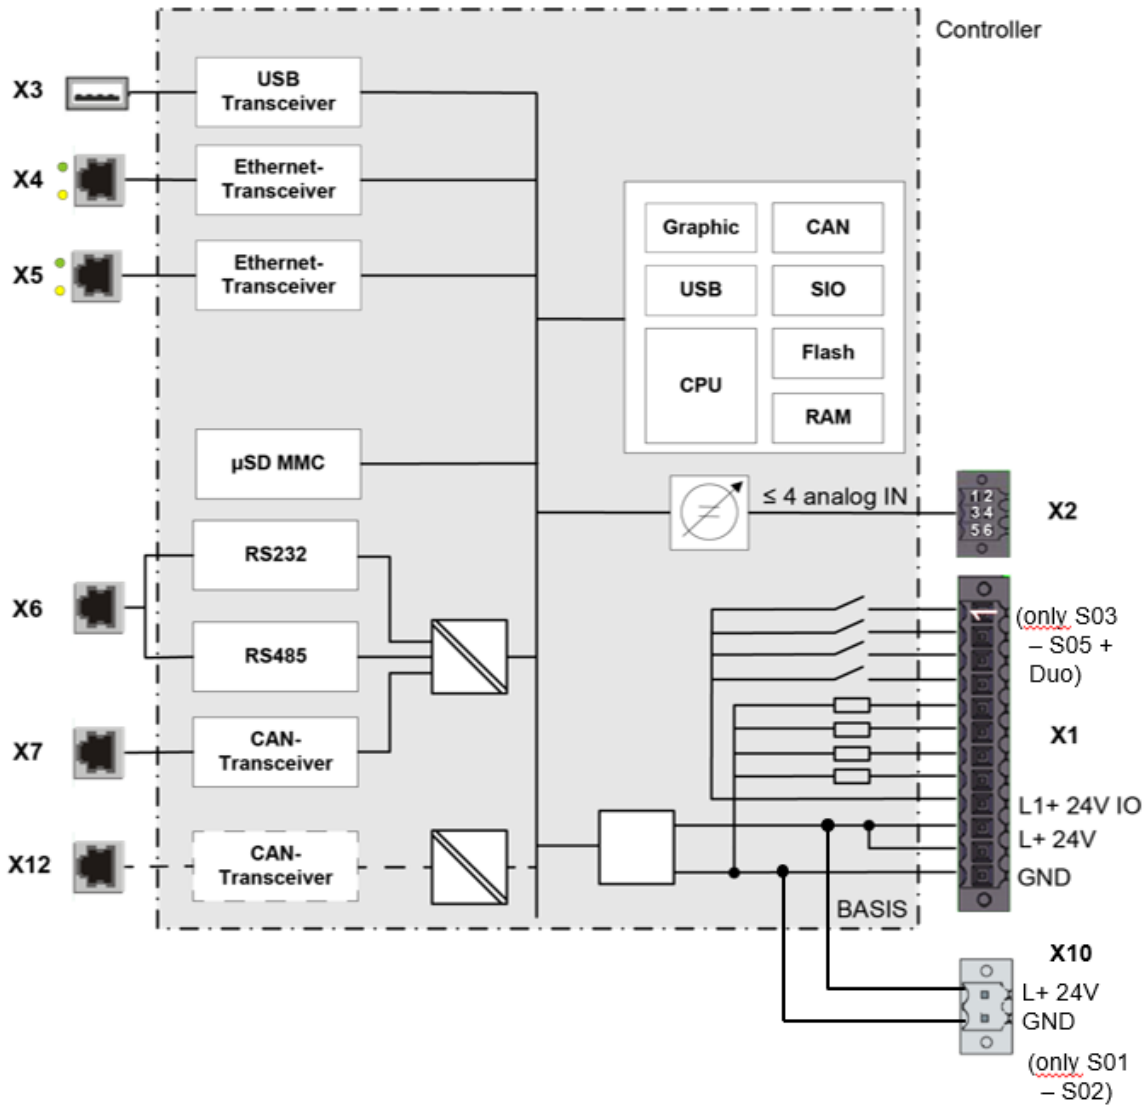 Controller
X3
USB
Transceiver
X4
Ethernet-
Transceiver
X5
Ethernet-
Transceiver
Graphic
CAN
USB
SIO
CPU
Flash
RAM
µSD MMC
≤ 4 analog IN
1 2
3 4
5 6
X2
X6
RS232
RS485
1
(only S03
– S05 +
Duo)
X1
X7
CAN-
Transceiver
L1+ 24V IO
L+ 24V
GND
X12
CAN-
Transceiver
BASIS
X10
L+ 24V
GND
(only S01
– S02)